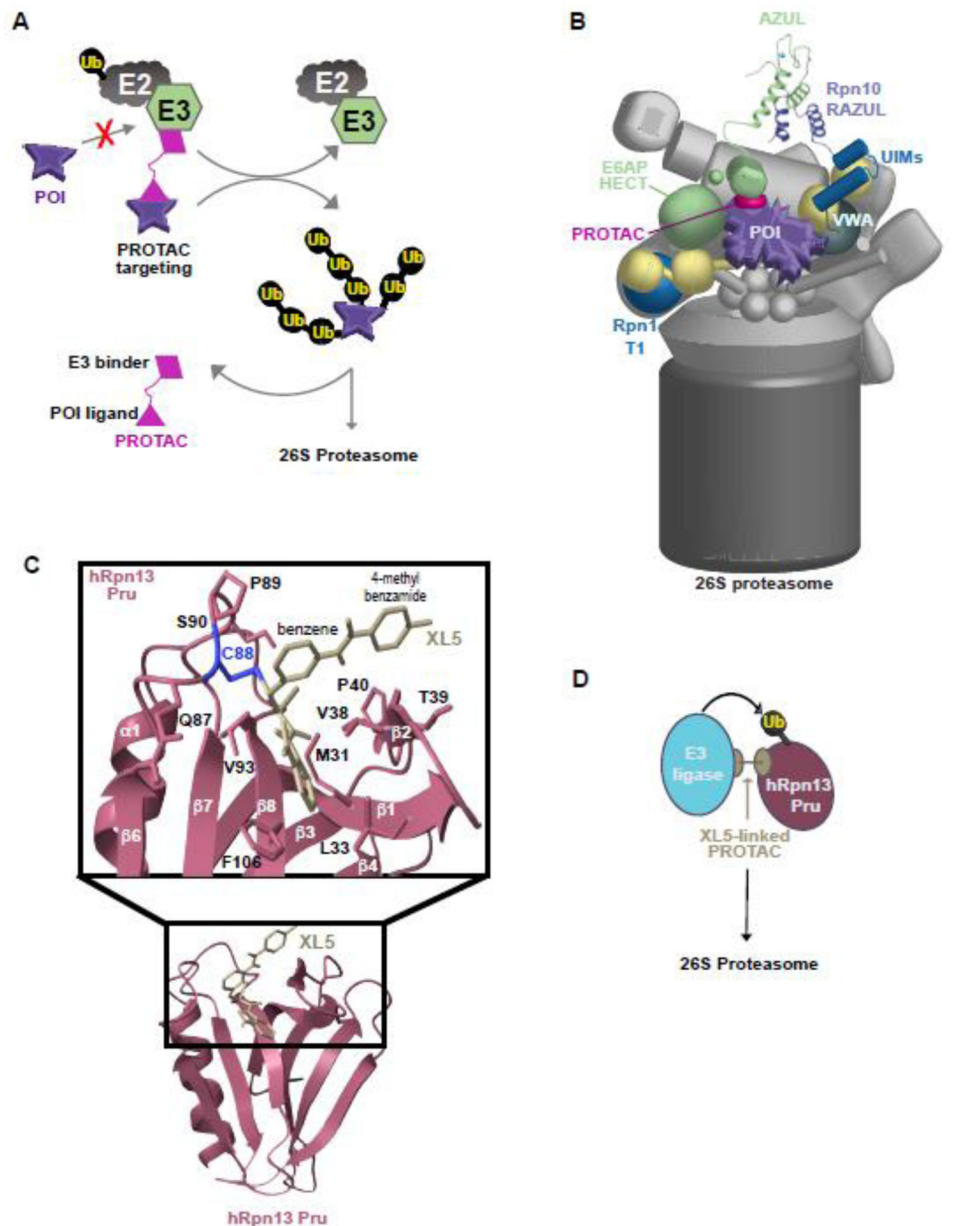 A
Ub
E2
E3
E2
E3
POI
PROTAC
targeting
Ub
Ub
Ub
Ub
Ub
Ub
Ub
Ub
Ub
E3 binder
POI ligand
PROTAC
26S Proteasome
B
AZUL
Rpn10
RAZUL
UIMs
E6AP
HECT
VWA
PROTAC
POI
Rpn1
T1
26S proteasome
C
hRpn13
Pru
P89
4-methyl
benzamide
S90
benzene
XL5
C88
P40
T39
Q87
V38
α1
β2
M31
V93
β7
β8
β1
β6
β3
L33
F106
β4
XL5
hRpn13 Pru
D
Ub
E3
ligase
hRpn13
Pru
XL5-linked
PROTAC
26S Proteasome